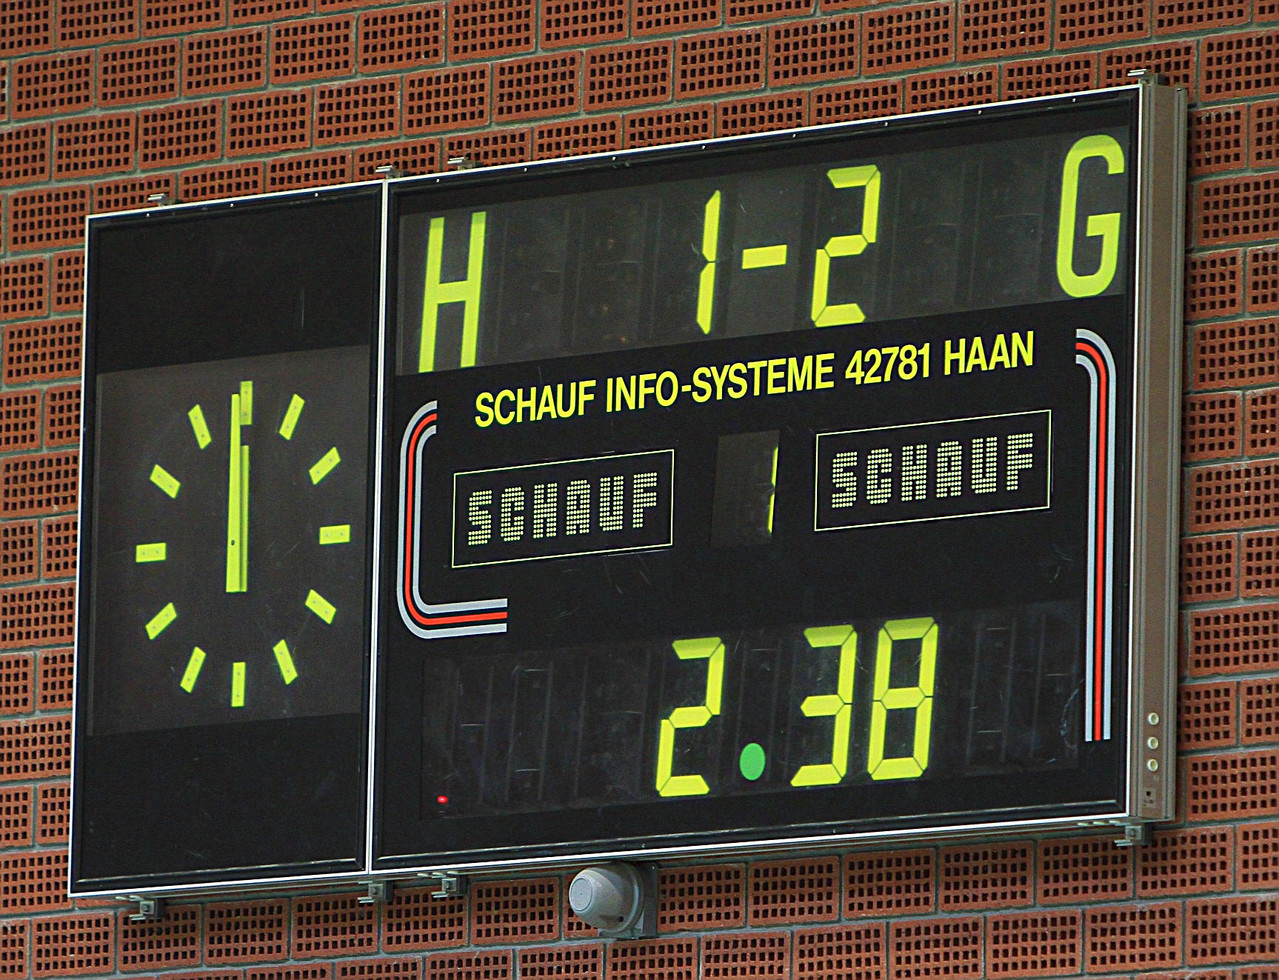 H 1-2 G
SCHAUF INFO-SYSTEME 42781 HAAN
SCHAUF 1 SCHAUF
2.38